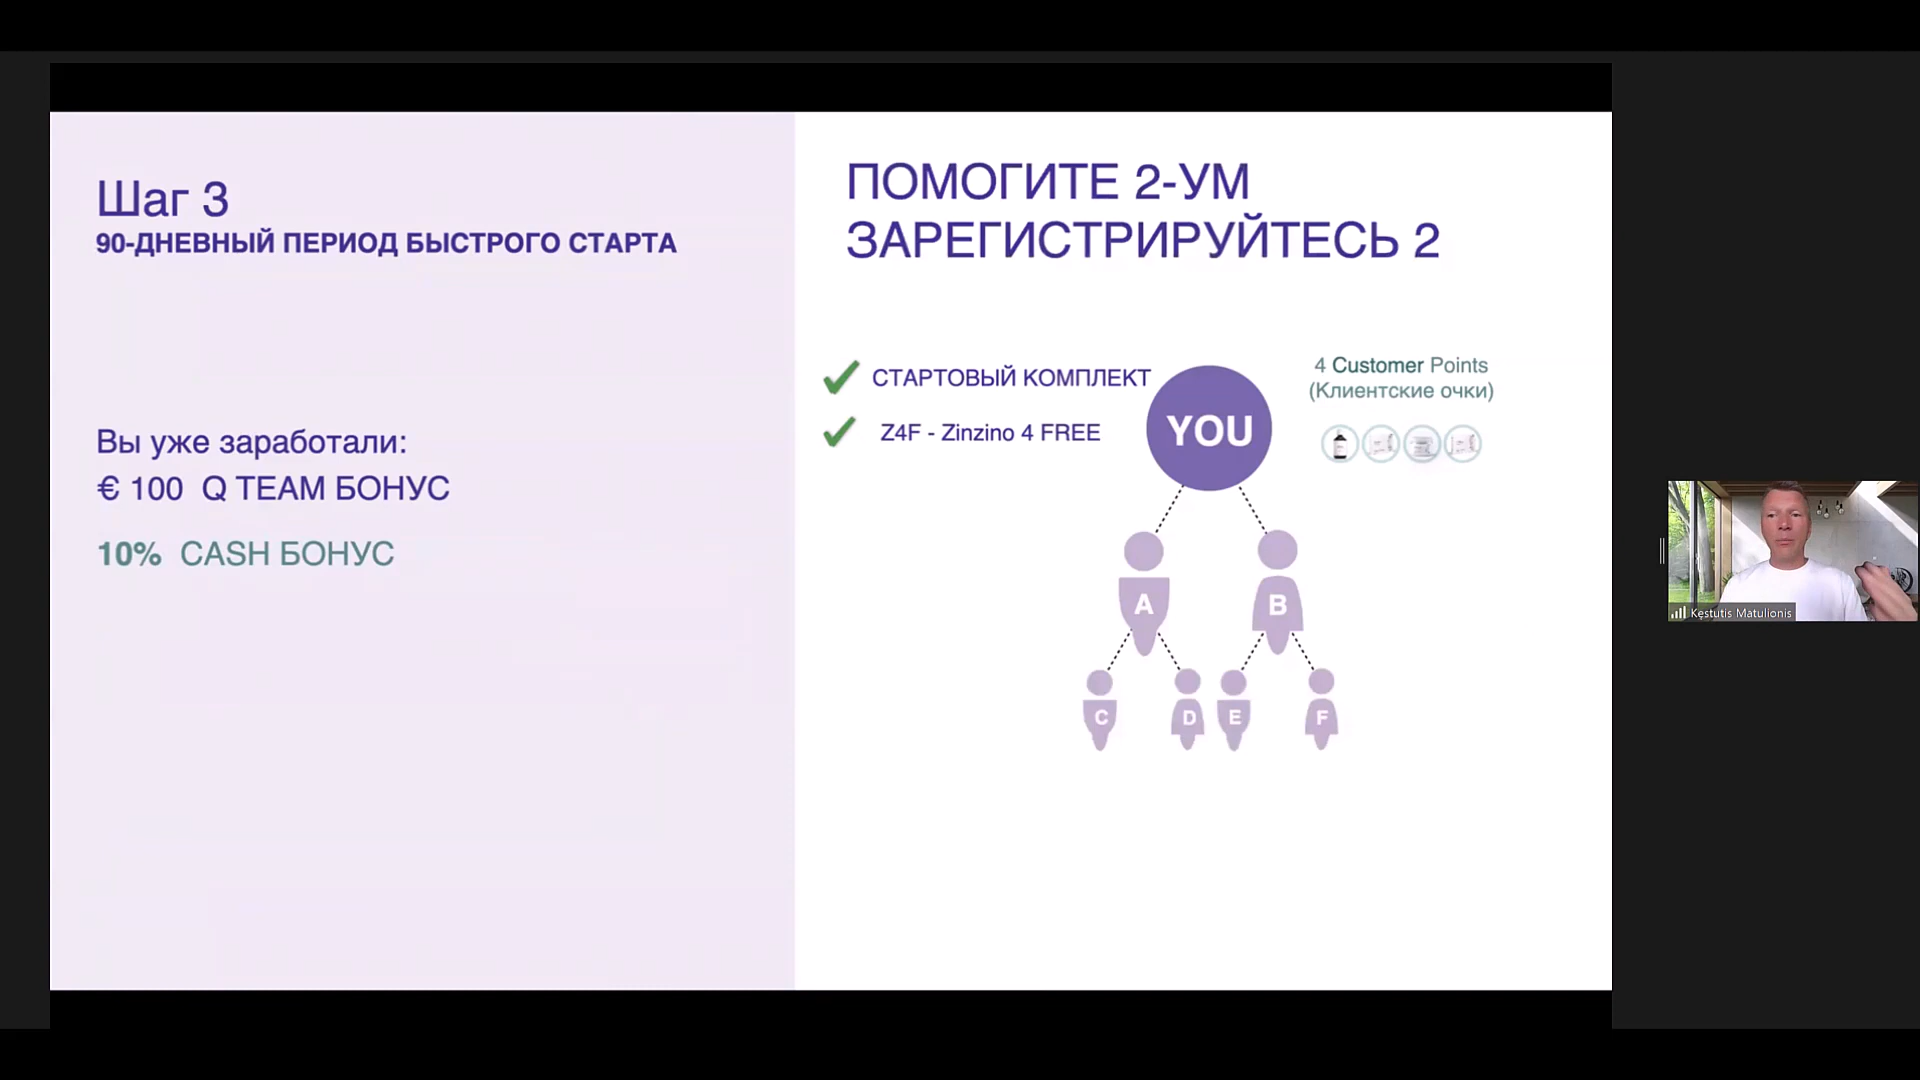 Шаг 3
90-ДНЕВНЫЙ ПЕРИОД БЫСТРОГО СТАРТА
Вы уже заработали:
€ 100 Q TEAM БОНУС
10% CASH БОНУС
ПОМОГИТЕ 2-УМ
ЗАРЕГИСТРИРУЙТЕСЬ 2
СТАРТОВЫЙ КОМПЛЕКТ
Z4F - Zinzino 4 FREE
YOU
4 Customer Points
(Клиентские очки)
A
B
C
D
E
F
Kęstutis Matulionis